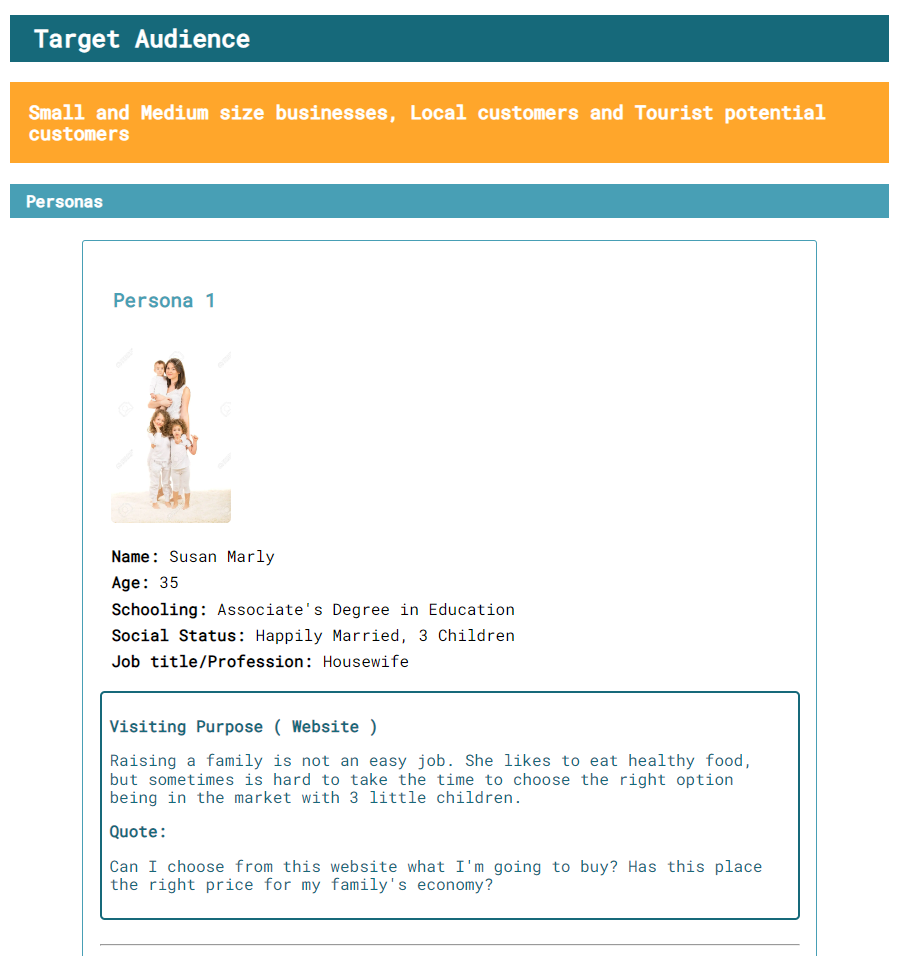 Target Audience
Small and Medium size businesses, Local customers and Tourist potential
customers
Personas
Persona 1
Name: Susan Marly
Age: 35
Schooling: Associate's Degree in Education
Social Status: Happily Married, 3 Children
Job title/Profession: Housewife
Visiting Purpose ( Website )
Raising a family is not an easy job. She likes to eat healthy food,
but sometimes is hard to take the time to choose the right option
being in the market with 3 little children.
Quote:
Can I choose from this website what I'm going to buy? Has this place
the right price for my family's economy?